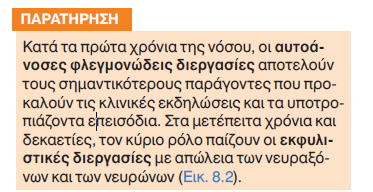 ΠΑΡΑΤΗΡΗΣΗ
Κατά τα πρώτα χρόνια της νόσου, οι αυτοά-
νοσες φλεγμονώδεις διεργασίες αποτελούν
τους σημαντικότερους παράγοντες που προ-
καλούν τις κλινικές εκδηλώσεις και τα υποτρο-
πιάζοντα επεισόδια. Στα μετέπειτα χρόνια και
δεκαετίες, τον κύριο ρόλο παίζουν οι εκφυλι-
στικές διεργασίες με απώλεια των νευραξό-
νων και των νευρώνων (Εικ. 8.2).